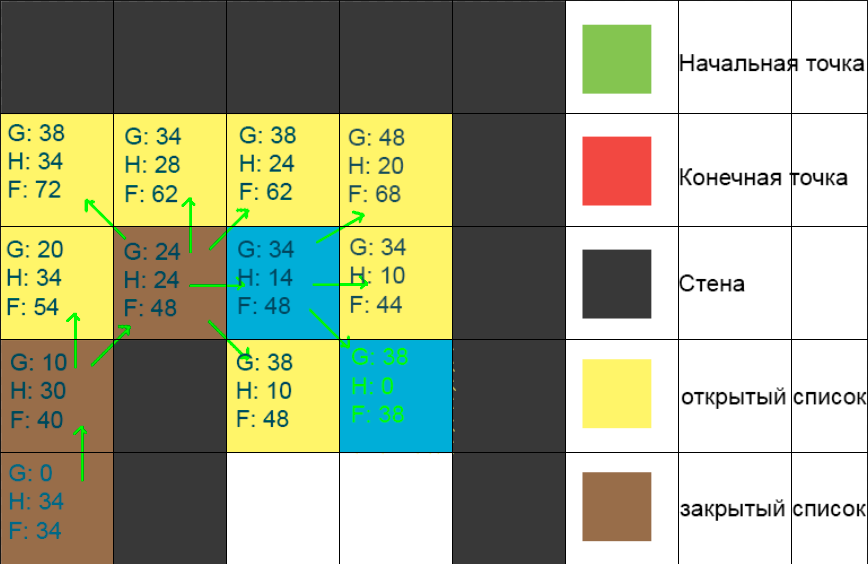 Начальная точка
G: 38
H: 34
F: 72
G: 34
H: 28
F: 62
G: 38
H: 24
F: 62
G: 48
H: 20
F: 68
Конечная точка
G: 20
H: 34
F: 54
G: 24
H: 24
F: 48
G: 34
H: 14
F: 48
G: 34
H: 10
F: 44
Стена
G: 10
H: 30
F: 40
G: 38
H: 10
F: 48
G: 38
H: 0
F: 38
открытый список
G: 0
H: 34
F: 34
закрытый список